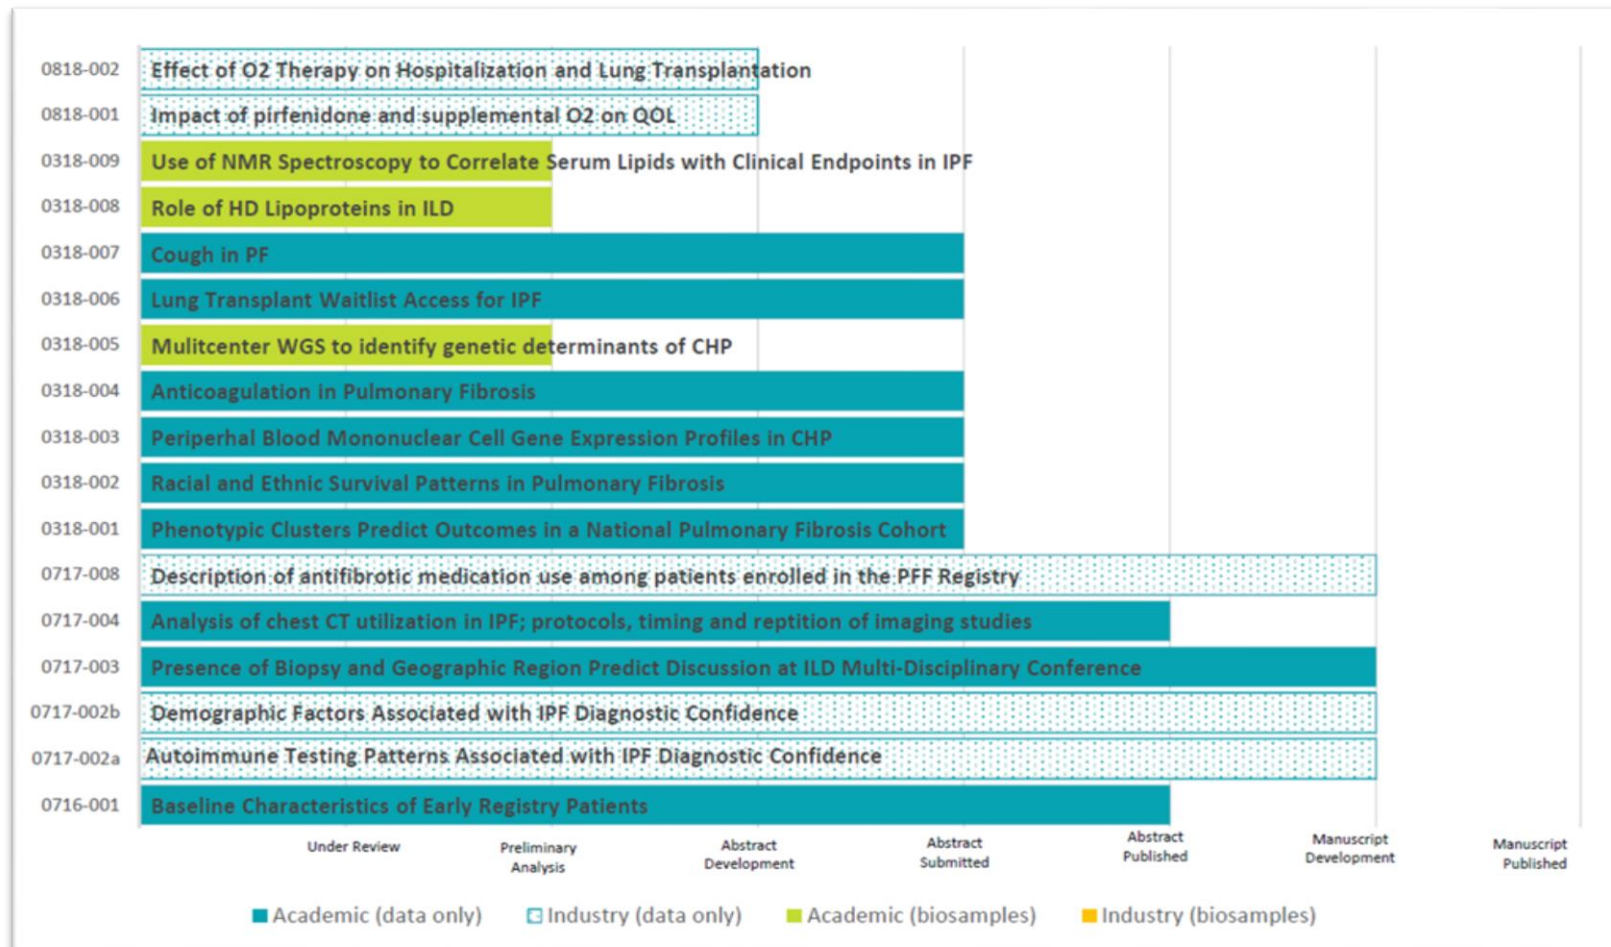 0818-002 Effect of O2 Therapy on Hospitalization and Lung Transplantation
0818-001 Impact of pirfenidone and supplemental O2 on QOL
0318-009 Use of NMR Spectroscopy to Correlate Serum Lipids with Clinical Endpoints in IPF
0318-008 Role of HD Lipoproteins in ILD
0318-007 Cough in PF
0318-006 Lung Transplant Waitlist Access for IPF
0318-005 Mulitcenter WGS to identify genetic determinants of CHP
0318-004 Anticoagulation in Pulmonary Fibrosis
0318-003 Periperhal Blood Mononuclear Cell Gene Expression Profiles in CHP
0318-002 Racial and Ethnic Survival Patterns in Pulmonary Fibrosis
0318-001 Phenotypic Clusters Predict Outcomes in a National Pulmonary Fibrosis Cohort
0717-008 Description of antifibrotic medication use among patients enrolled in the PFF Registry
0717-004 Analysis of chest CT utilization in IPF; protocols, timing and reptition of imaging studies
0717-003 Presence of Biopsy and Geographic Region Predict Discussion at ILD Multi-Disciplinary Conference
0717-002b Demographic Factors Associated with IPF Diagnostic Confidence
0717-002a Autoimmune Testing Patterns Associated with IPF Diagnostic Confidence
0716-001 Baseline Characteristics of Early Registry Patients
Under Review
Preliminary
Analysis
Abstract
Development
Abstract
Submitted
Abstract
Published
Manuscript
Development
Manuscript
Published
Academic (data only) Industry (data only) Academic (biosamples) Industry (biosamples)